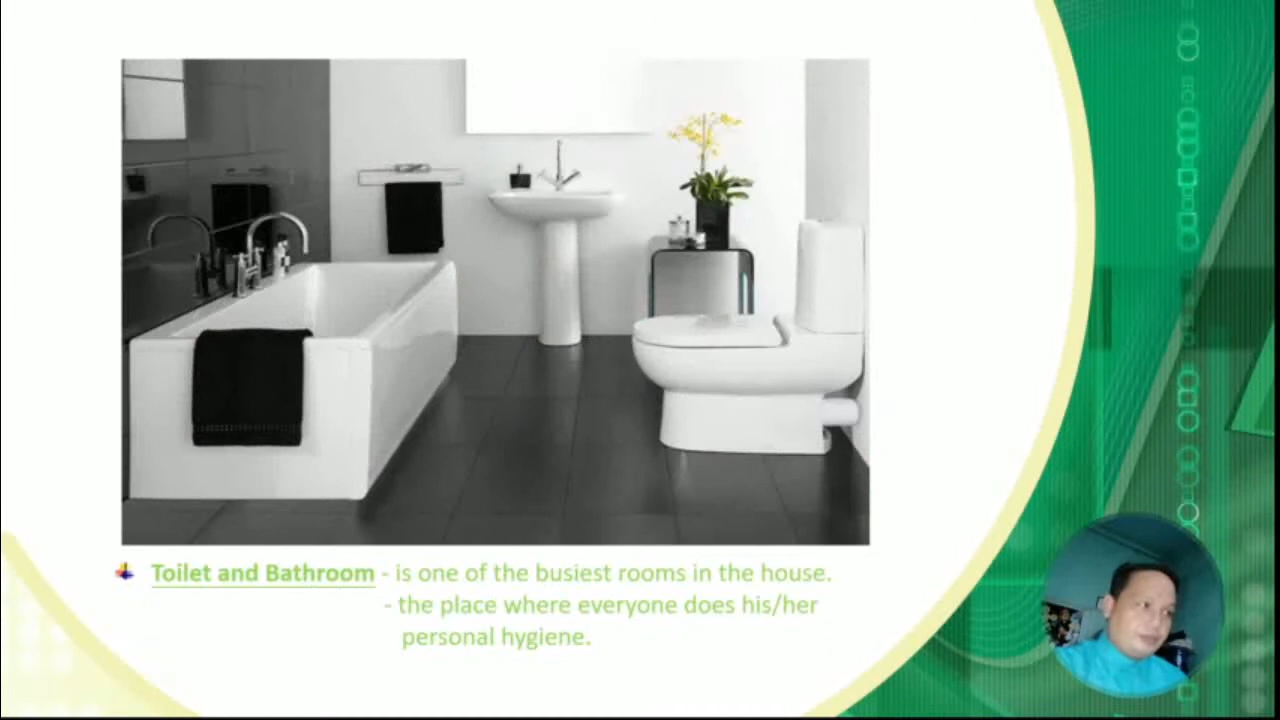 Toilet and Bathroom - is one of the busiest rooms in the house.
- the place where everyone does his/her
personal hygiene.